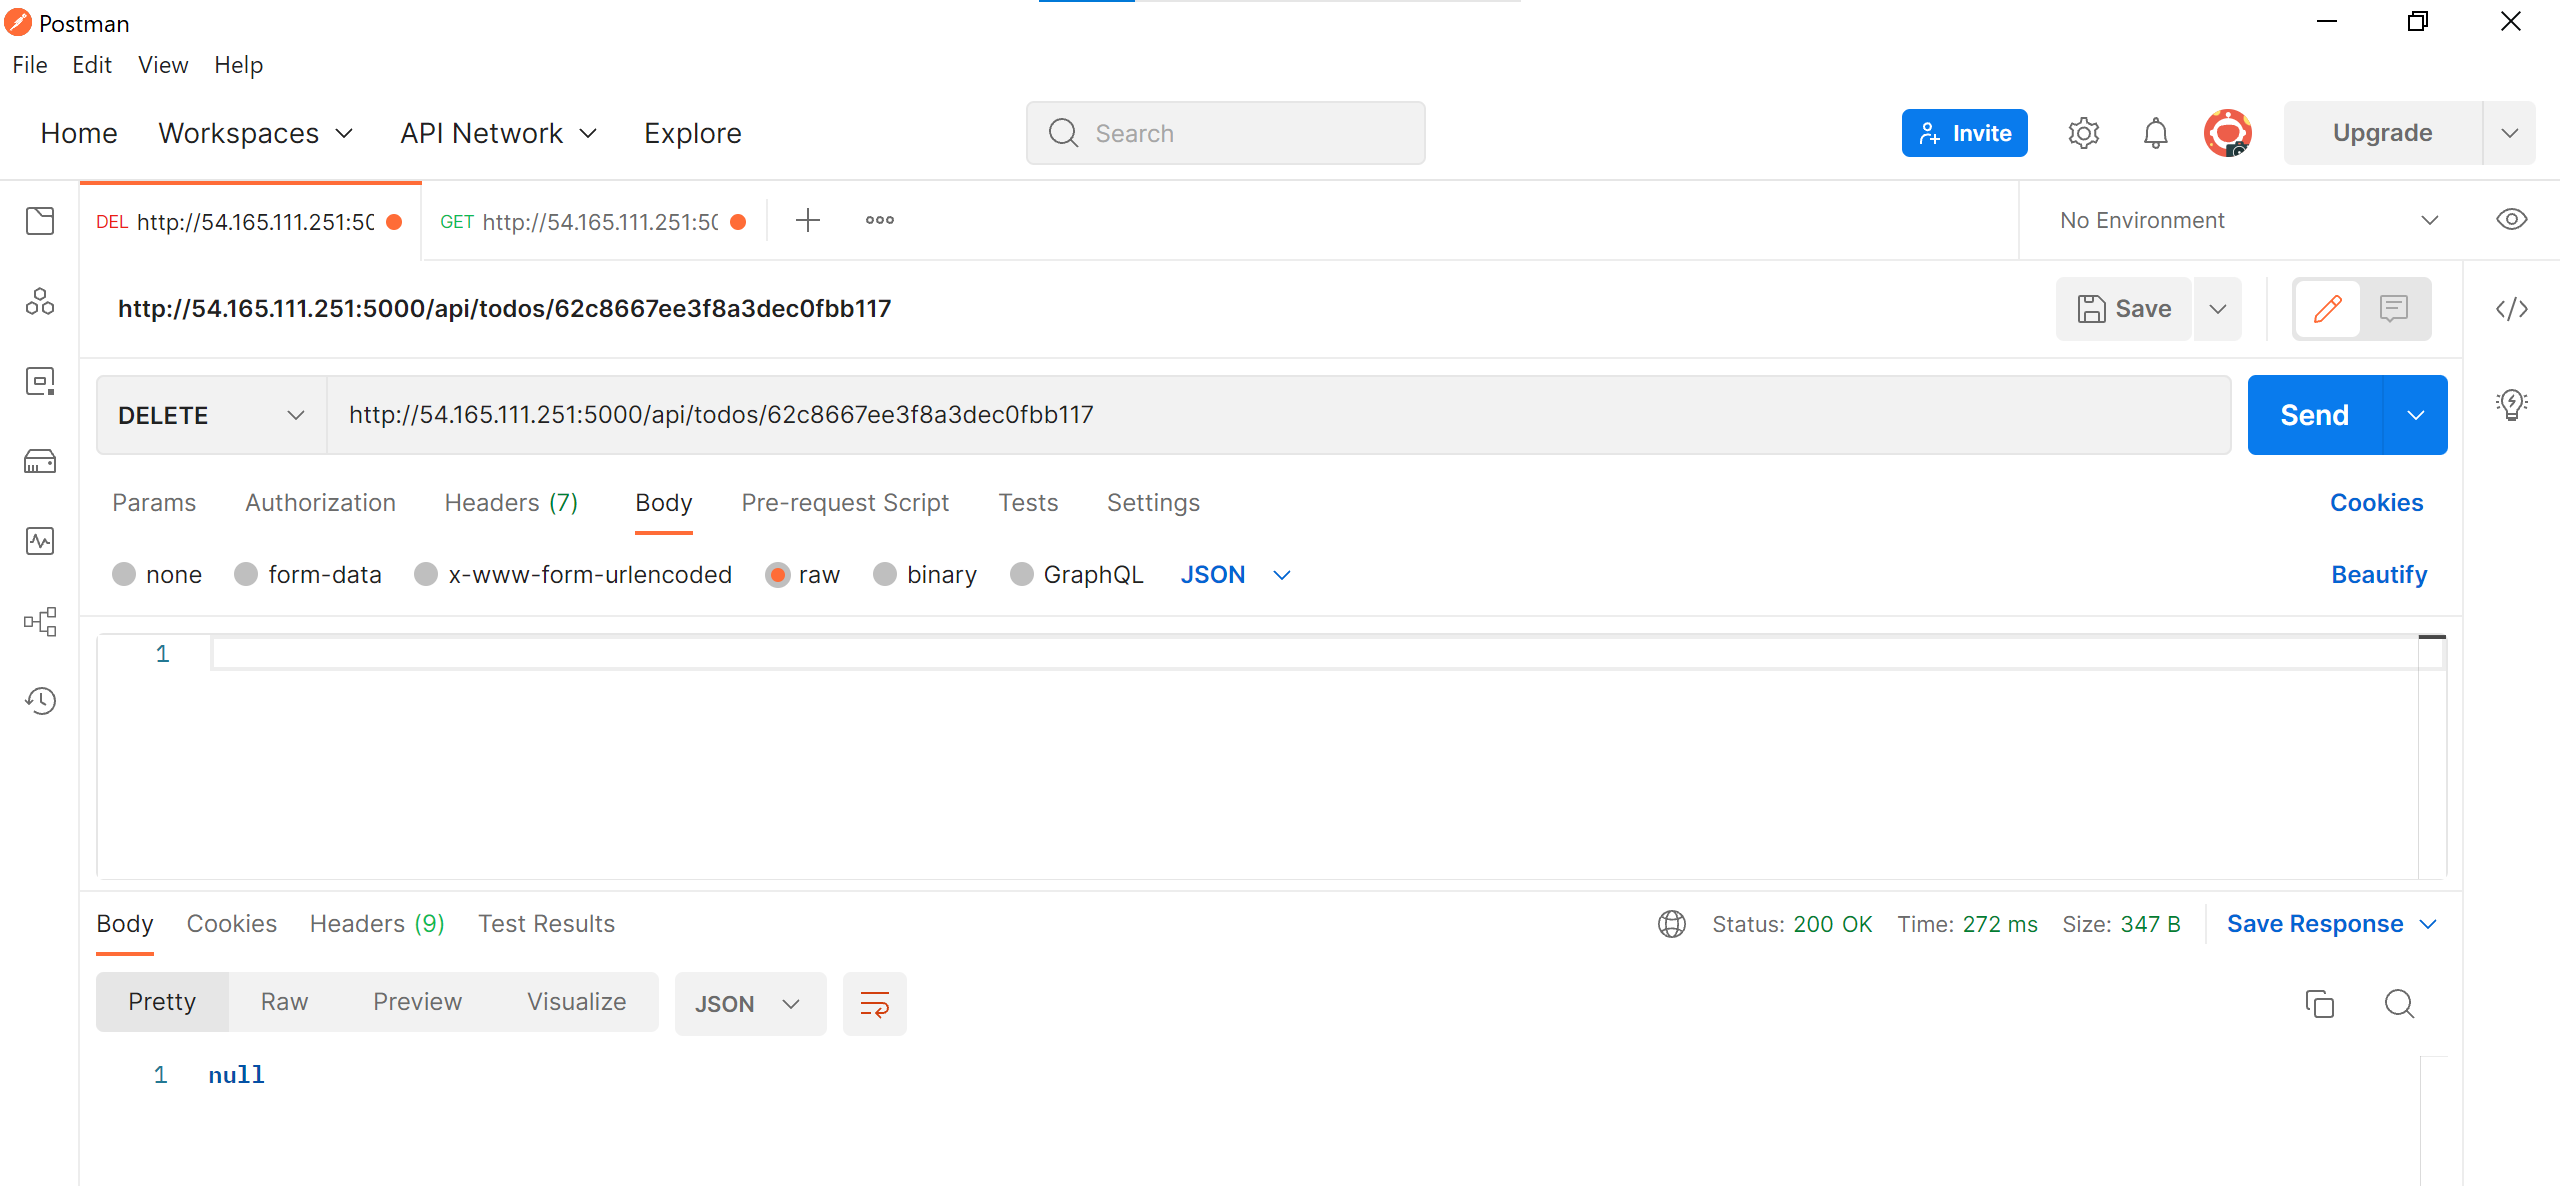 Postman
File Edit View Help
Home Workspaces API Network Explore Search Invite Upgrade
DEL http://54.165.111.251:50 GET http://54.165.111.251:50 No Environment
http://54.165.111.251:5000/api/todos/62c8667ee3f8a3dec0fbb117 Save
DELETE http://54.165.111.251:5000/api/todos/62c8667ee3f8a3dec0fbb117 Send
Params Authorization Headers (7) Body Pre-request Script Tests Settings Cookies
none form-data x-www-form-urlencoded raw binary GraphQL JSON Beautify
1
Body Cookies Headers (9) Test Results Status: 200 OK Time: 272 ms Size: 347 B Save Response
Pretty Raw Preview Visualize JSON
1 null